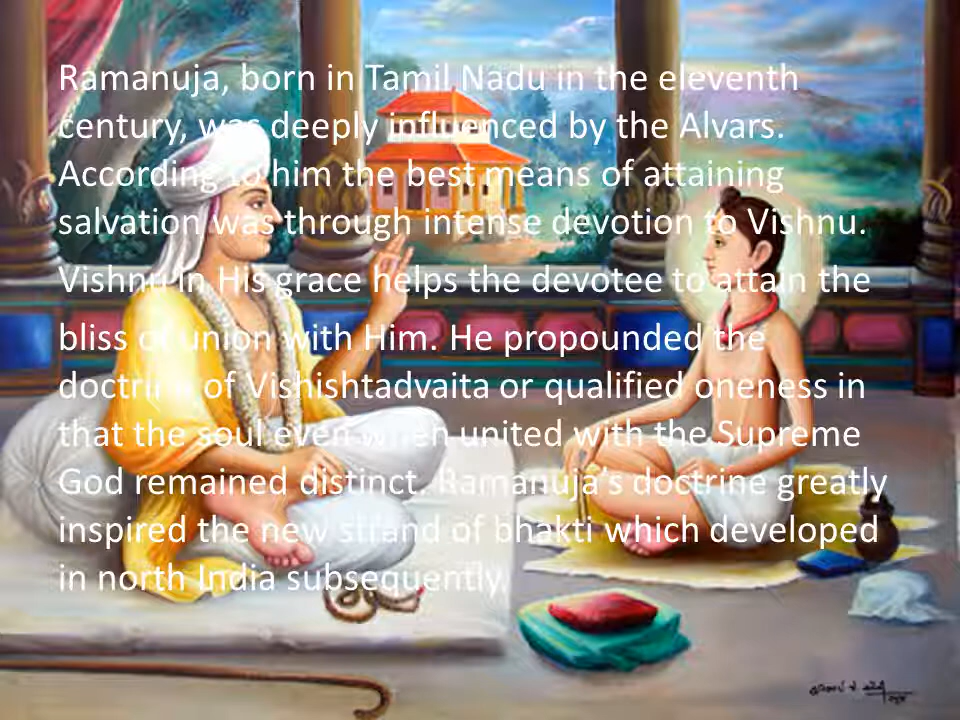 Ramanuja, born in Tamil Nadu in the eleventh
century, was deeply influenced by the Alvars.
According to him the best means of attaining
salvation was through intense devotion to Vishnu.
Vishnu in His grace helps the devotee to attain the
bliss of union with Him. He propounded the
doctrine of Vishishtadvaita or qualified oneness in
that the soul even when united with the Supreme
God remained distinct. Ramanuja’s doctrine greatly
inspired the new strand of bhakti which developed
in north India subsequently.